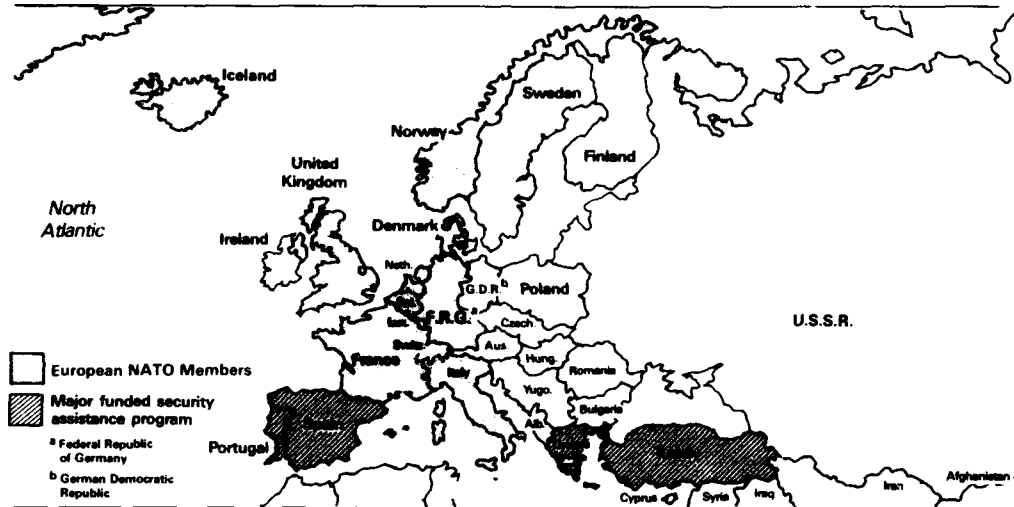 Iceland
Sweden
Norway
Finland
United
Kingdom
North
Atlantic
Denmark
Ireland
Neth.
G.D.R.b
Poland
Bel.
F.R.G.a
U.S.S.R.
Lux.
Czech.
Switz.
Aus.
France
Hung.
European NATO Members
Italy
Romania
Yugo.
Major funded security
assistance program
Bulgaria
Alb.
a Federal Republic
of Germany
Portugal
b German Democratic
Republic
Cyprus
Syria
Iraq
Iran
Afghanistan